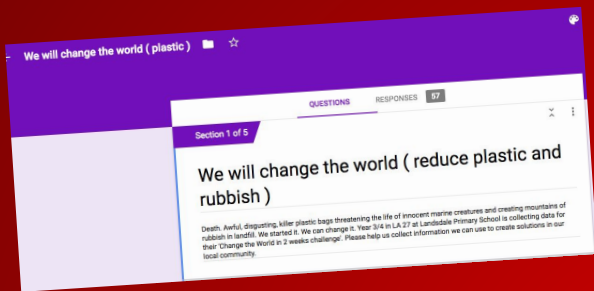 We will change the world ( plastic )
QUESTIONS RESPONSES 57
Section 1 of 5
We will change the world ( reduce plastic and
rubbish )
Death. Awful, disgusting, killer plastic bags threatening the life of innocent marine creatures and creating mountains of
rubbish in landfill. We started it. We can change it. Year 3/4 in LA 27 at Landsdale Primary School is collecting data for
their 'Change the World in 2 weeks challenge'. Please help us collect information we can use to create solutions in our
local community.